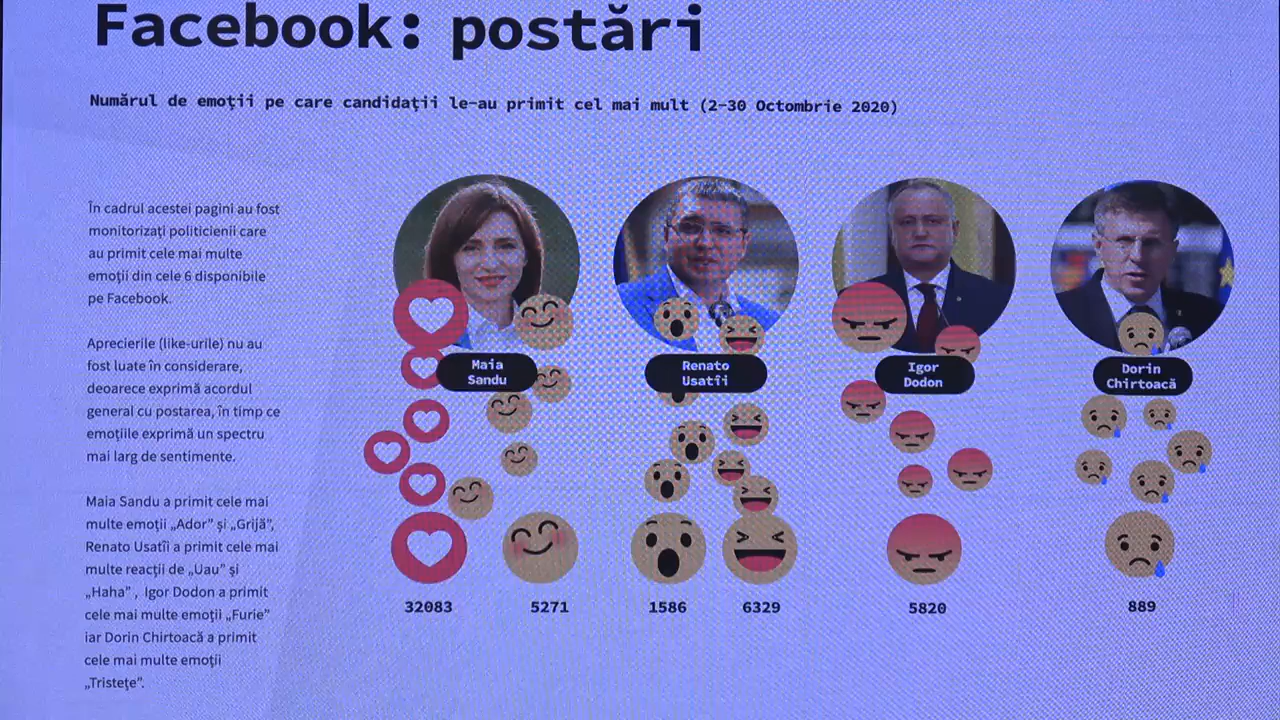 Facebook: postări
Numărul de emoții pe care candidații le-au primit cel mai mult (2-30 Octombrie 2020)
În cadrul acestei pagini au fost
monitorizați politicienii care
au primit cele mai multe
emoții din cele 6 disponibile
pe Facebook.
Aprecierile (like-urile) nu au
fost luate în considerare,
deoarece exprimă acordul
general cu postarea, în timp ce
emoțiile exprimă un spectru
mai larg de sentimente.
Maia Sandu a primit cele mai
multe emoții „Ador” și „Grijă”,
Renato Usatîi a primit cele mai
multe reacții de „Uau” și
„Haha” , Igor Dodon a primit
cele mai multe emoții „Furie”
iar Dorin Chirtoacă a primit
cele mai multe emoții
„Tristețe”.
Maia
Sandu
Renato
Usatîi
Igor
Dodon
Dorin
Chirtoacă
32083 5271 1586 6329 5820 889